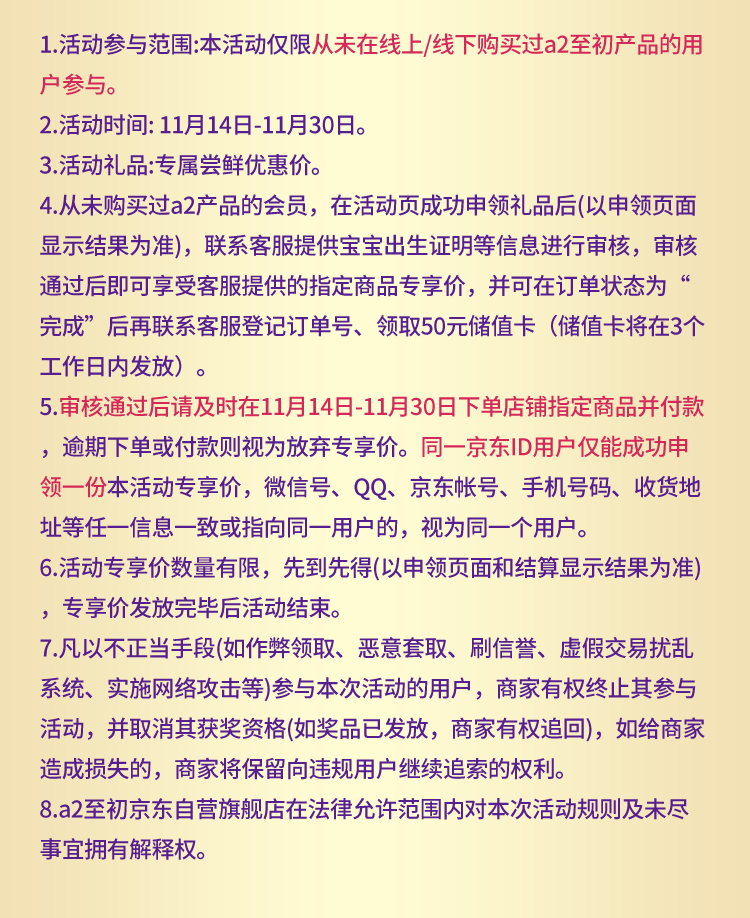 1.活动参与范围:本活动仅限从未在线上/线下购买过a2至初产品的用
户参与。
2.活动时间: 11月14日-11月30日。
3.活动礼品:专属尝鲜优惠价。
4.从未购买过a2产品的会员，在活动页成功申领礼品后(以申领页面
显示结果为准)，联系客服提供宝宝出生证明等信息进行审核，审核
通过后即可享受客服提供的指定商品专享价，并可在订单状态为“
完成”后再联系客服登记订单号、领取50元储值卡（储值卡将在3个
工作日内发放）。
5.审核通过后请及时在11月14日-11月30日下单店铺指定商品并付款
，逾期下单或付款则视为放弃专享价。同一京东ID用户仅能成功申
领一份本活动专享价，微信号、QQ、京东帐号、手机号码、收货地
址等任一信息一致或指向同一用户的，视为同一个用户。
6.活动专享价数量有限，先到先得(以申领页面和结算显示结果为准)
，专享价发放完毕后活动结束。
7.凡以不正当手段(如作弊领取、恶意套取、刷信誉、虚假交易扰乱
系统、实施网络攻击等)参与本次活动的用户，商家有权终止其参与
活动，并取消其获奖资格(如奖品已发放，商家有权追回)，如给商家
造成损失的，商家将保留向违规用户继续追索的权利。
8.a2至初京东自营旗舰店在法律允许范围内对本次活动规则及未尽
事宜拥有解释权。